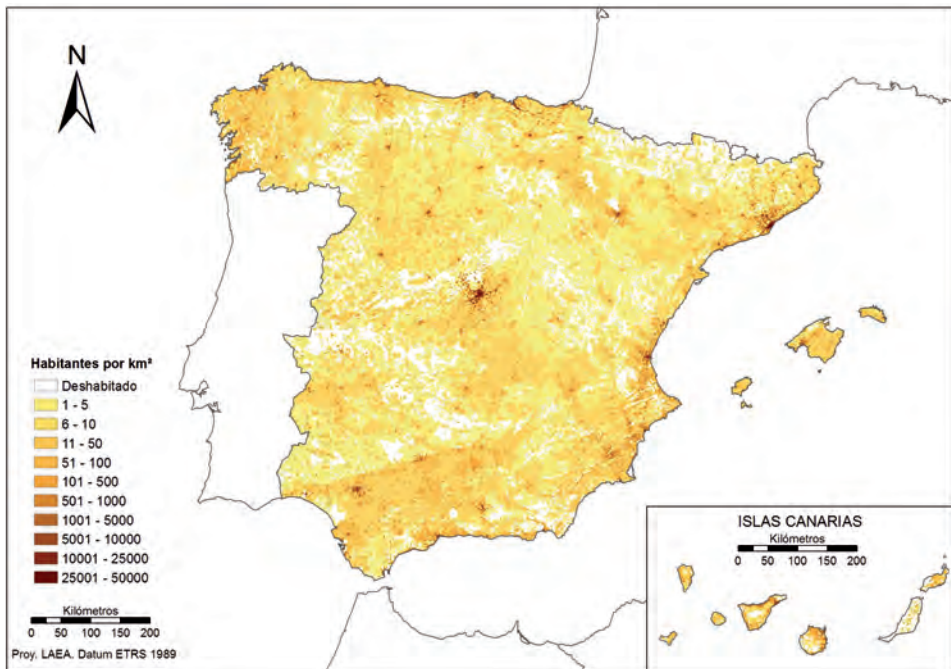 N
Habitantes por km²
Deshabitado
1 - 5
6 - 10
11 - 50
51 - 100
101 - 500
501 - 1000
1001 - 5000
5001 - 10000
10001 - 25000
25001 - 50000
Kilómetros
0 50 100 150 200
Proy. LAEA. Datum ETRS 1989
ISLAS CANARIAS
Kilómetros
0 50 100 150 200